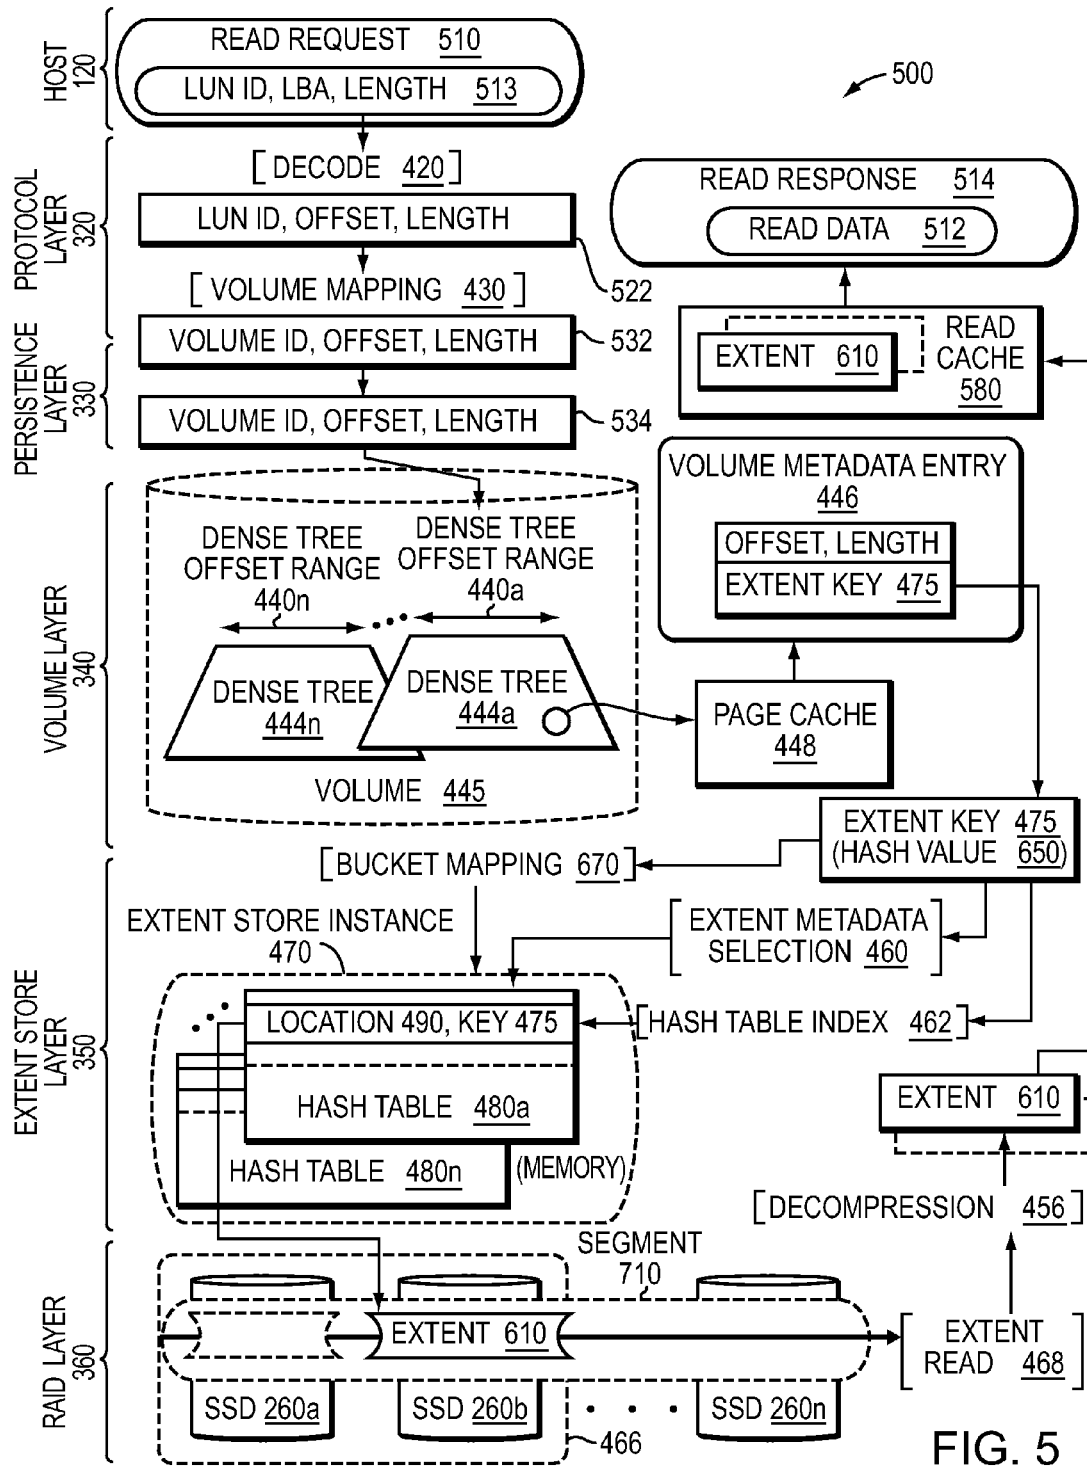 HOST
120
READ REQUEST 510
LUN ID, LBA, LENGTH 513
500
PROTOCOL
LAYER
320
[DECODE 420]
LUN ID, OFFSET, LENGTH
522
[VOLUME MAPPING 430]
VOLUME ID, OFFSET, LENGTH
532
READ RESPONSE 514
READ DATA 512
READ
CACHE
580
EXTENT 610
PERSISTENCE
LAYER
330
VOLUME ID, OFFSET, LENGTH
534
VOLUME METADATA ENTRY
446
OFFSET, LENGTH
EXTENT KEY 475
VOLUME LAYER
340
DENSE TREE
OFFSET RANGE
440n
DENSE TREE
OFFSET RANGE
440a
DENSE TREE
444n
DENSE TREE
444a
VOLUME 445
PAGE CACHE
448
EXTENT KEY 475
(HASH VALUE 650)
EXTENT STORE
LAYER
350
[BUCKET MAPPING 670]
EXTENT STORE INSTANCE
470
[EXTENT METADATA
SELECTION 460]
LOCATION 490, KEY 475
[HASH TABLE INDEX 462]
HASH TABLE 480a
HASH TABLE 480n
(MEMORY)
EXTENT 610
[DECOMPRESSION 456]
RAID LAYER
360
SEGMENT
710
EXTENT 610
[EXTENT
READ 468]
SSD 260a
SSD 260b
SSD 260n
466
FIG. 5